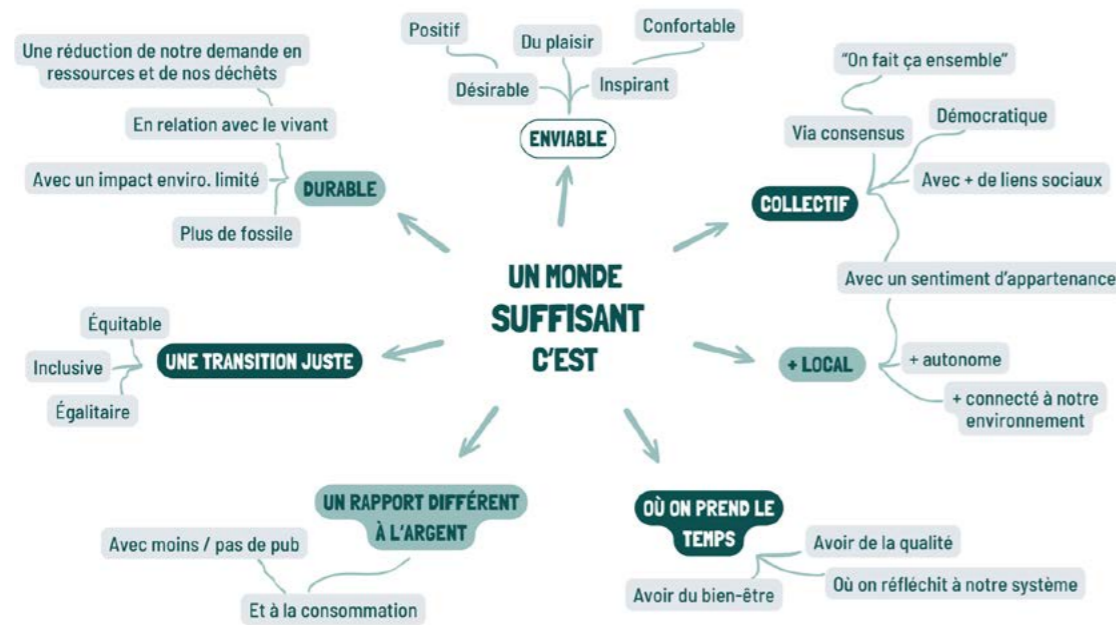 Une réduction de notre demande en
ressources et de nos déchêts
En relation avec le vivant
Avec un impact enviro. limité
Plus de fossile
DURABLE
Positif
Du plaisir
Confortable
Désirable
Inspirant
ENVIABLE
“On fait ça ensemble”
Démocratique
Via consensus
Avec + de liens sociaux
COLLECTIF
Avec un sentiment d’appartenance
UN MONDE
SUFFISANT
C’EST
+ LOCAL
+ autonome
+ connecté à notre
environnement
Équitable
Inclusive
Égalitaire
UNE TRANSITION JUSTE
UN RAPPORT DIFFÉRENT
À L’ARGENT
Avec moins / pas de pub
Et à la consommation
OÙ ON PREND LE
TEMPS
Avoir de la qualité
Où on réfléchit à notre système
Avoir du bien-être